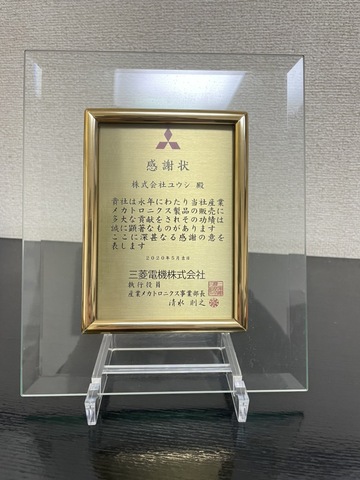 感謝状
株式会社ユウシン 殿
貴社は永年にわたり当社産業
メカトロニクス製品の販売に
多大な貢献をされその功績は
誠に顕著なものがあります
ここに深甚なる感謝の意を
表します
2020年5月吉日
三菱電機株式会社
執行役員
産業メカトロニクス事業部長
清水 則之